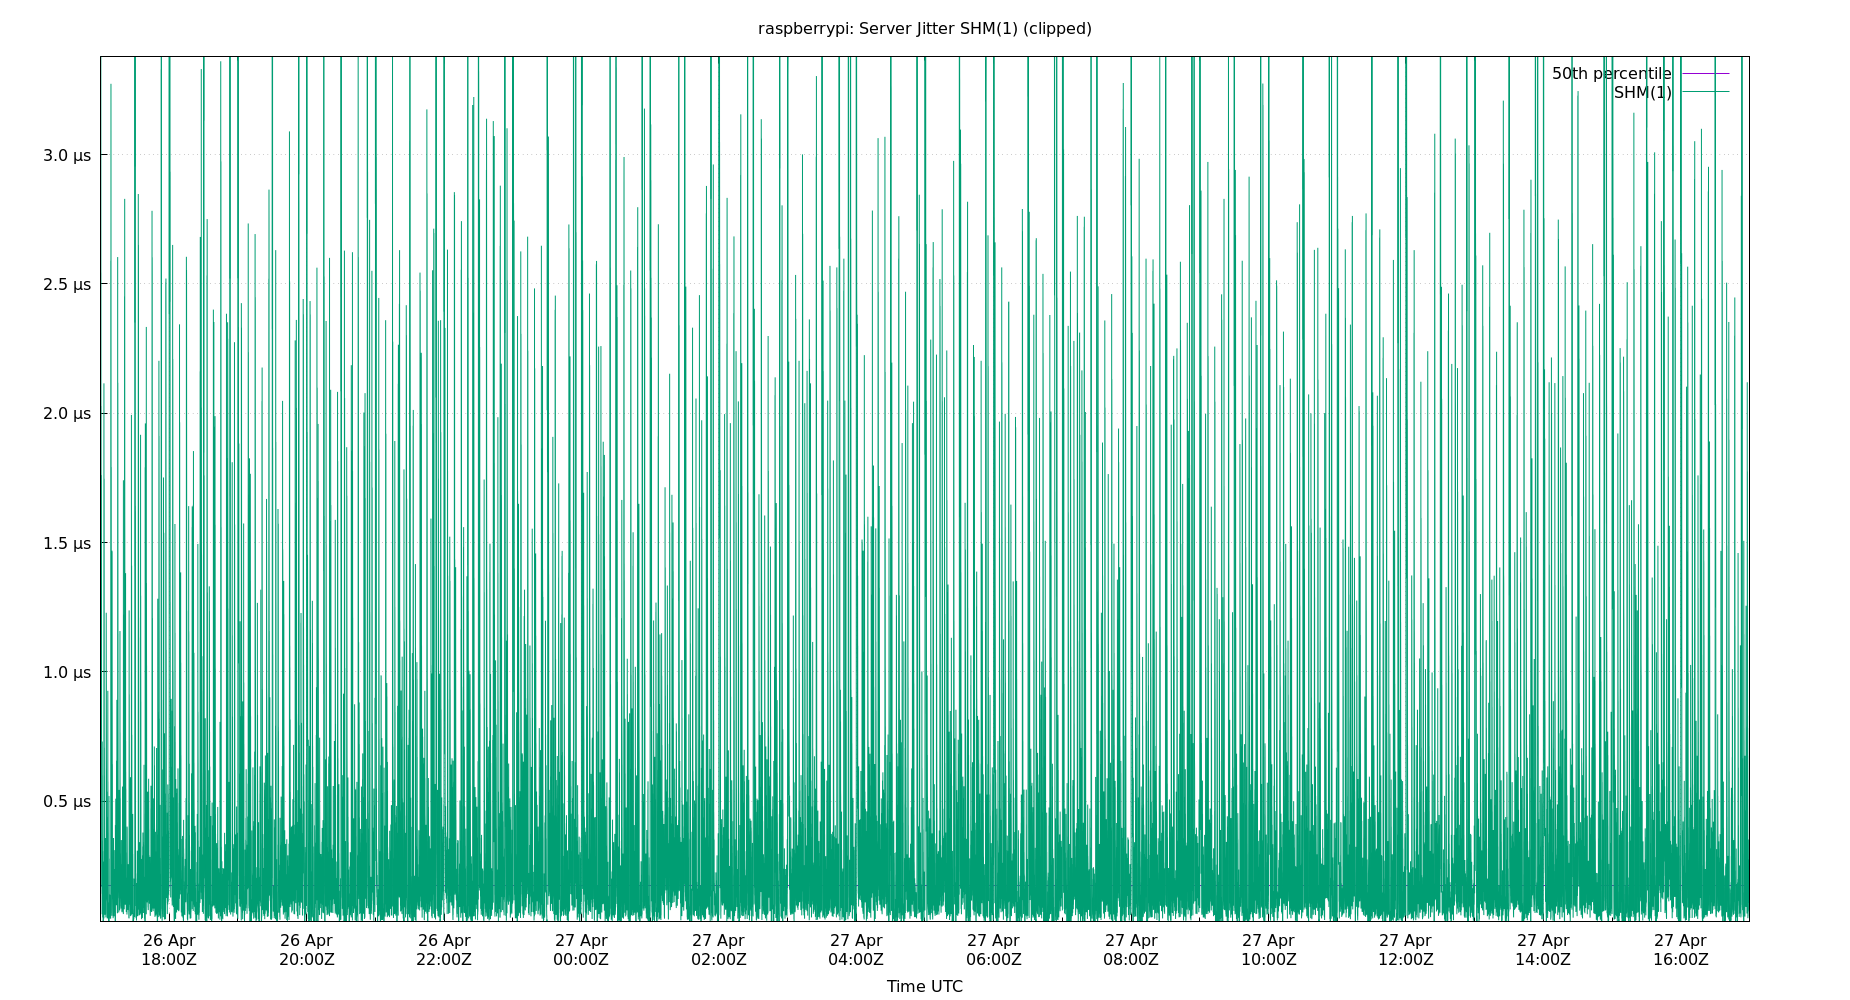 raspberrypi: Server Jitter SHM(1) (clipped)
50th percentile
SHM(1)
3.0 µs
2.5 µs
2.0 µs
1.5 µs
1.0 µs
0.5 µs
26 Apr 26 Apr 26 Apr 27 Apr 27 Apr 27 Apr 27 Apr 27 Apr 27 Apr 27 Apr 27 Apr 27 Apr
18:00Z 20:00Z 22:00Z 00:00Z 02:00Z 04:00Z 06:00Z 08:00Z 10:00Z 12:00Z 14:00Z 16:00Z
Time UTC